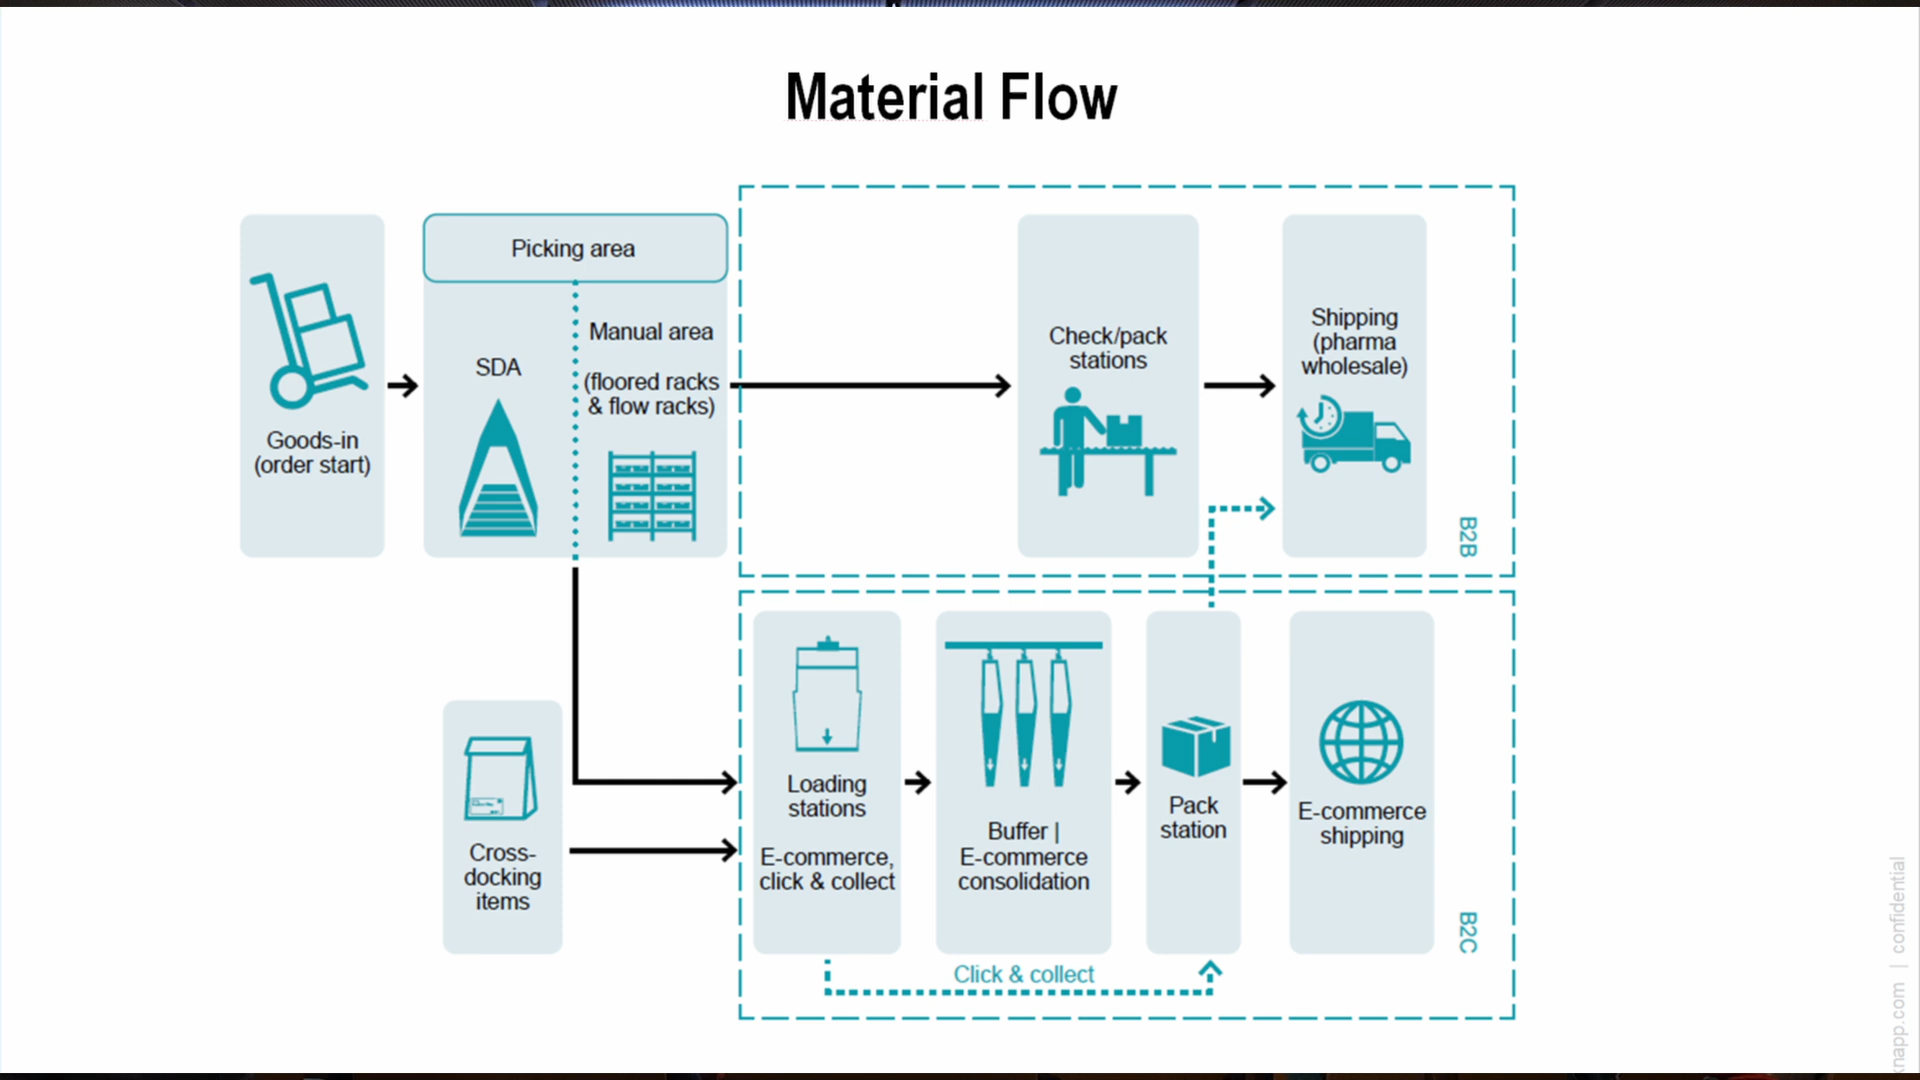 Material Flow
Goods-in
(order start)
Picking area
SDA
Manual area
(floored racks
& flow racks)
Check/pack
stations
Shipping
(pharma
wholesale)
B2B
Cross-
docking
items
Loading
stations
E-commerce,
click & collect
Buffer |
E-commerce
consolidation
Pack
station
E-commerce
shipping
B2C
Click & collect
knapp.com | confidential